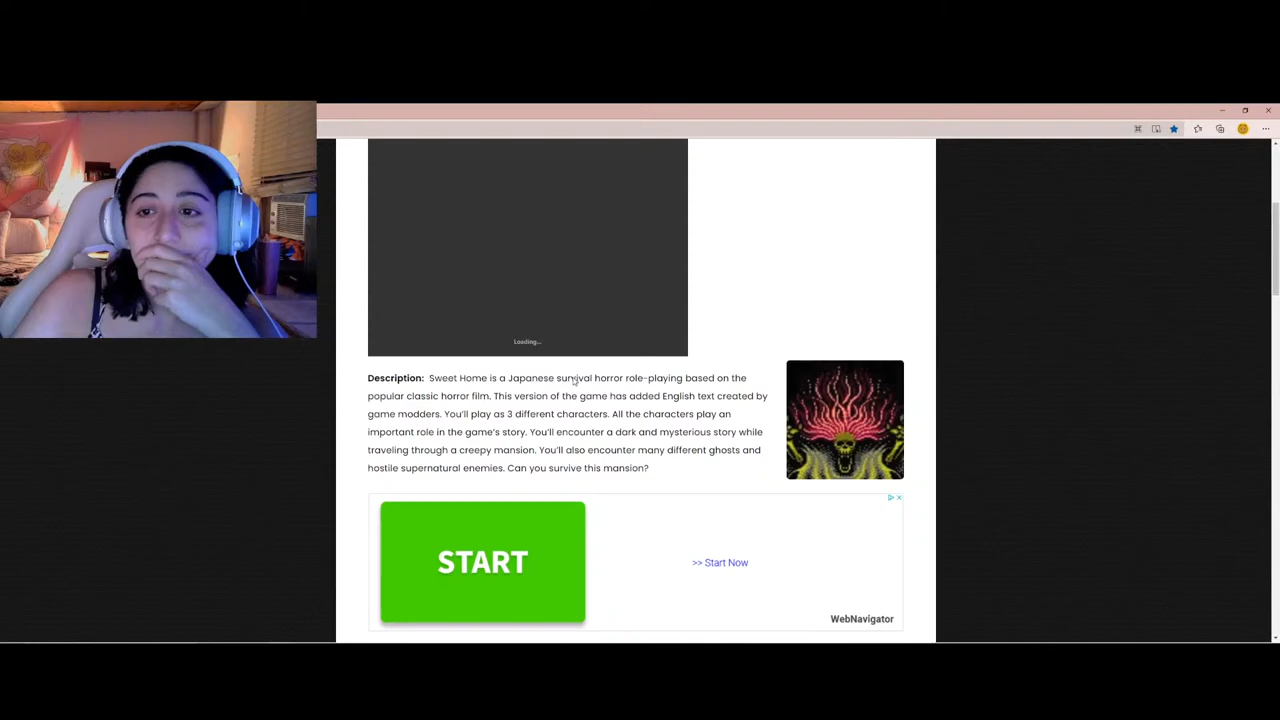 Loading...
Description: Sweet Home is a Japanese survival horror role-playing based on the
popular classic horror film. This version of the game has added English text created by
game modders. You'll play as 3 different characters. All the characters play an
important role in the game's story. You'll encounter a dark and mysterious story while
traveling through a creepy mansion. You'll also encounter many different ghosts and
hostile supernatural enemies. Can you survive this mansion?
START
>> Start Now
WebNavigator